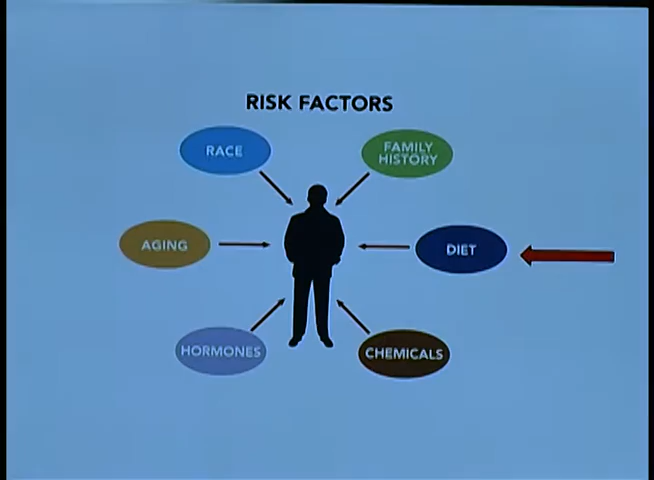 RISK FACTORS
RACE
FAMILY
HISTORY
AGING
DIET
HORMONES
CHEMICALS